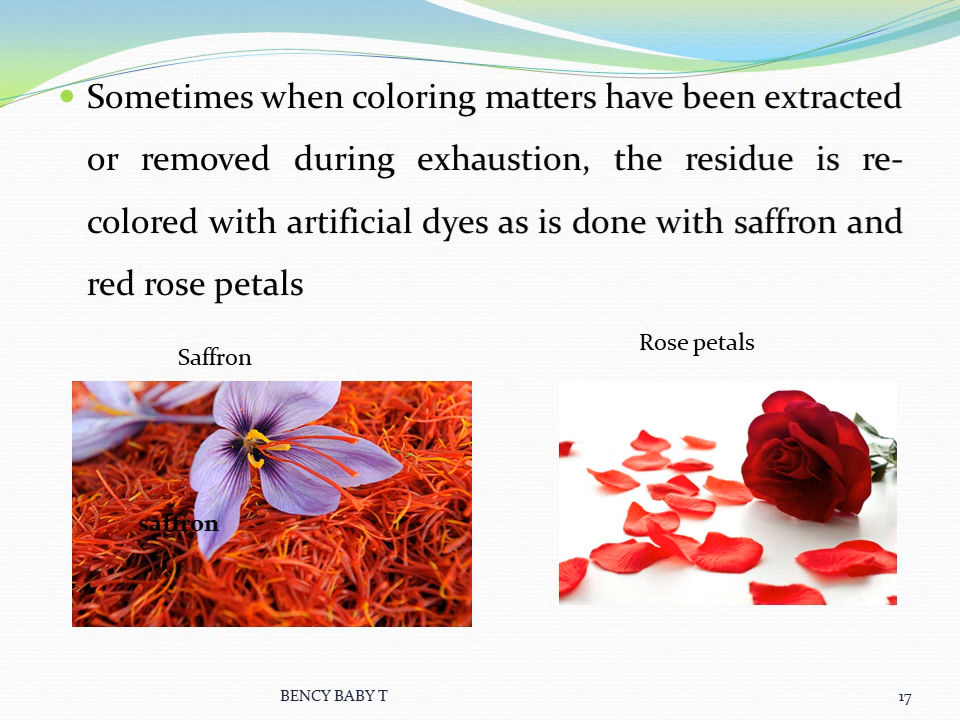 Sometimes when coloring matters have been extracted
or removed during exhaustion, the residue is re-
colored with artificial dyes as is done with saffron and
red rose petals
Saffron
Rose petals
saffron
BENCY BABY T
17